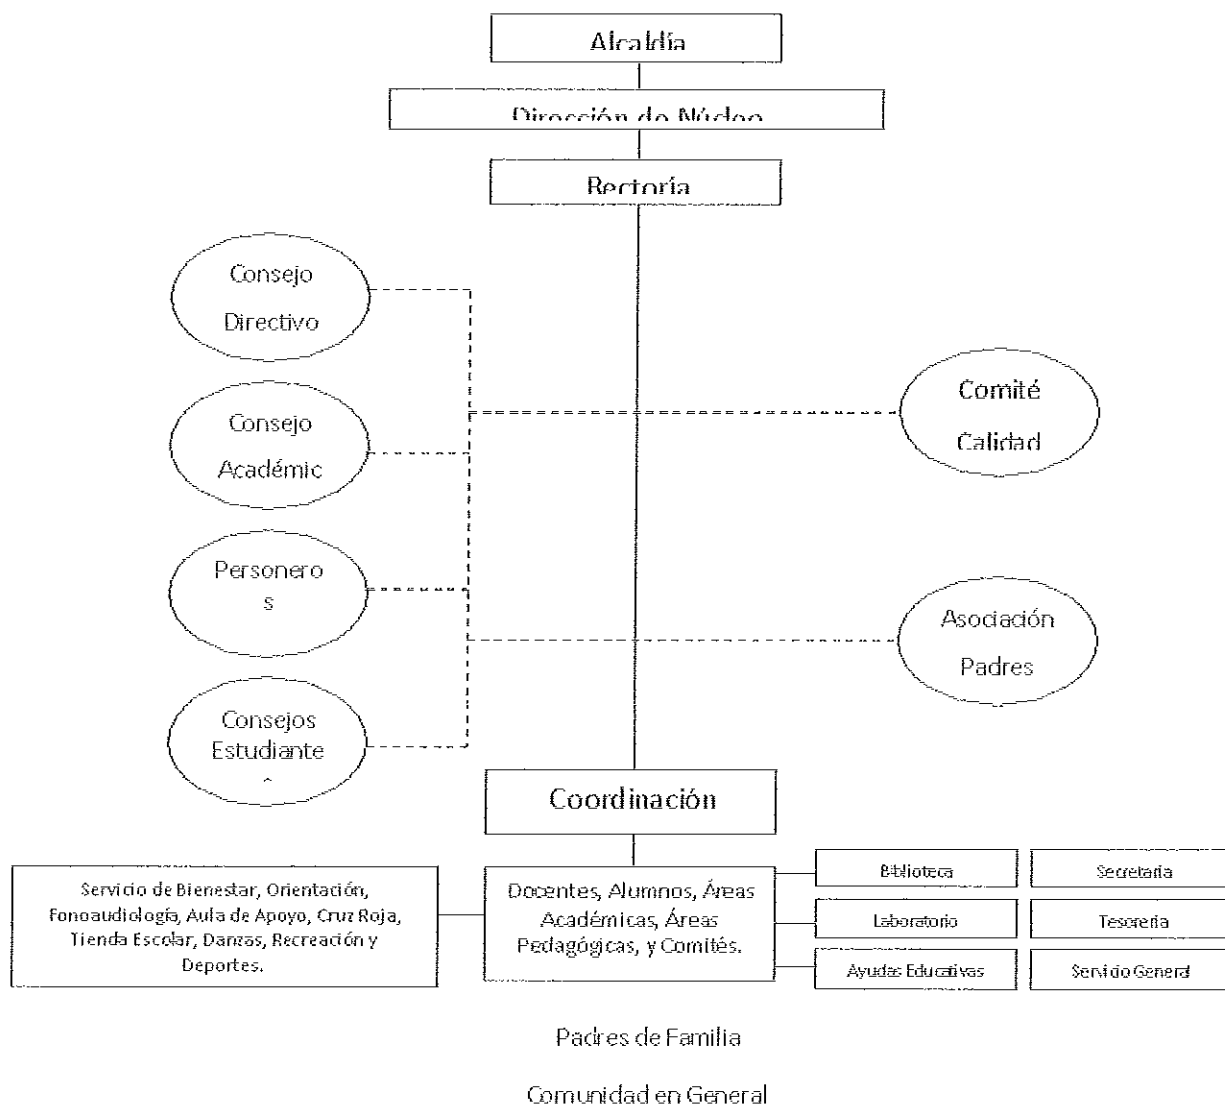 Alcaldía
Dirección de Núcleo
Rectoría
Consejo
Directivo
Consejo
Académic
Personero
s
Consejos
Estudiante
Comité
Calidad
Asociación
Padres
Coordinación
Servicio de Bienestar, Orientación,
Fonoaudiología, Aula de Apoyo, Cruz Roja,
Tienda Escolar, Danzas, Recreación y
Deportes.
Docentes, Alumnos, Áreas
Académicas, Áreas
Pedagógicas, y Comités.
Biblioteca
Secretaria
Laboratorio
Tesoreria
Ayudas Educativas
Servicio General
Padres de Familia
Comunidad en General